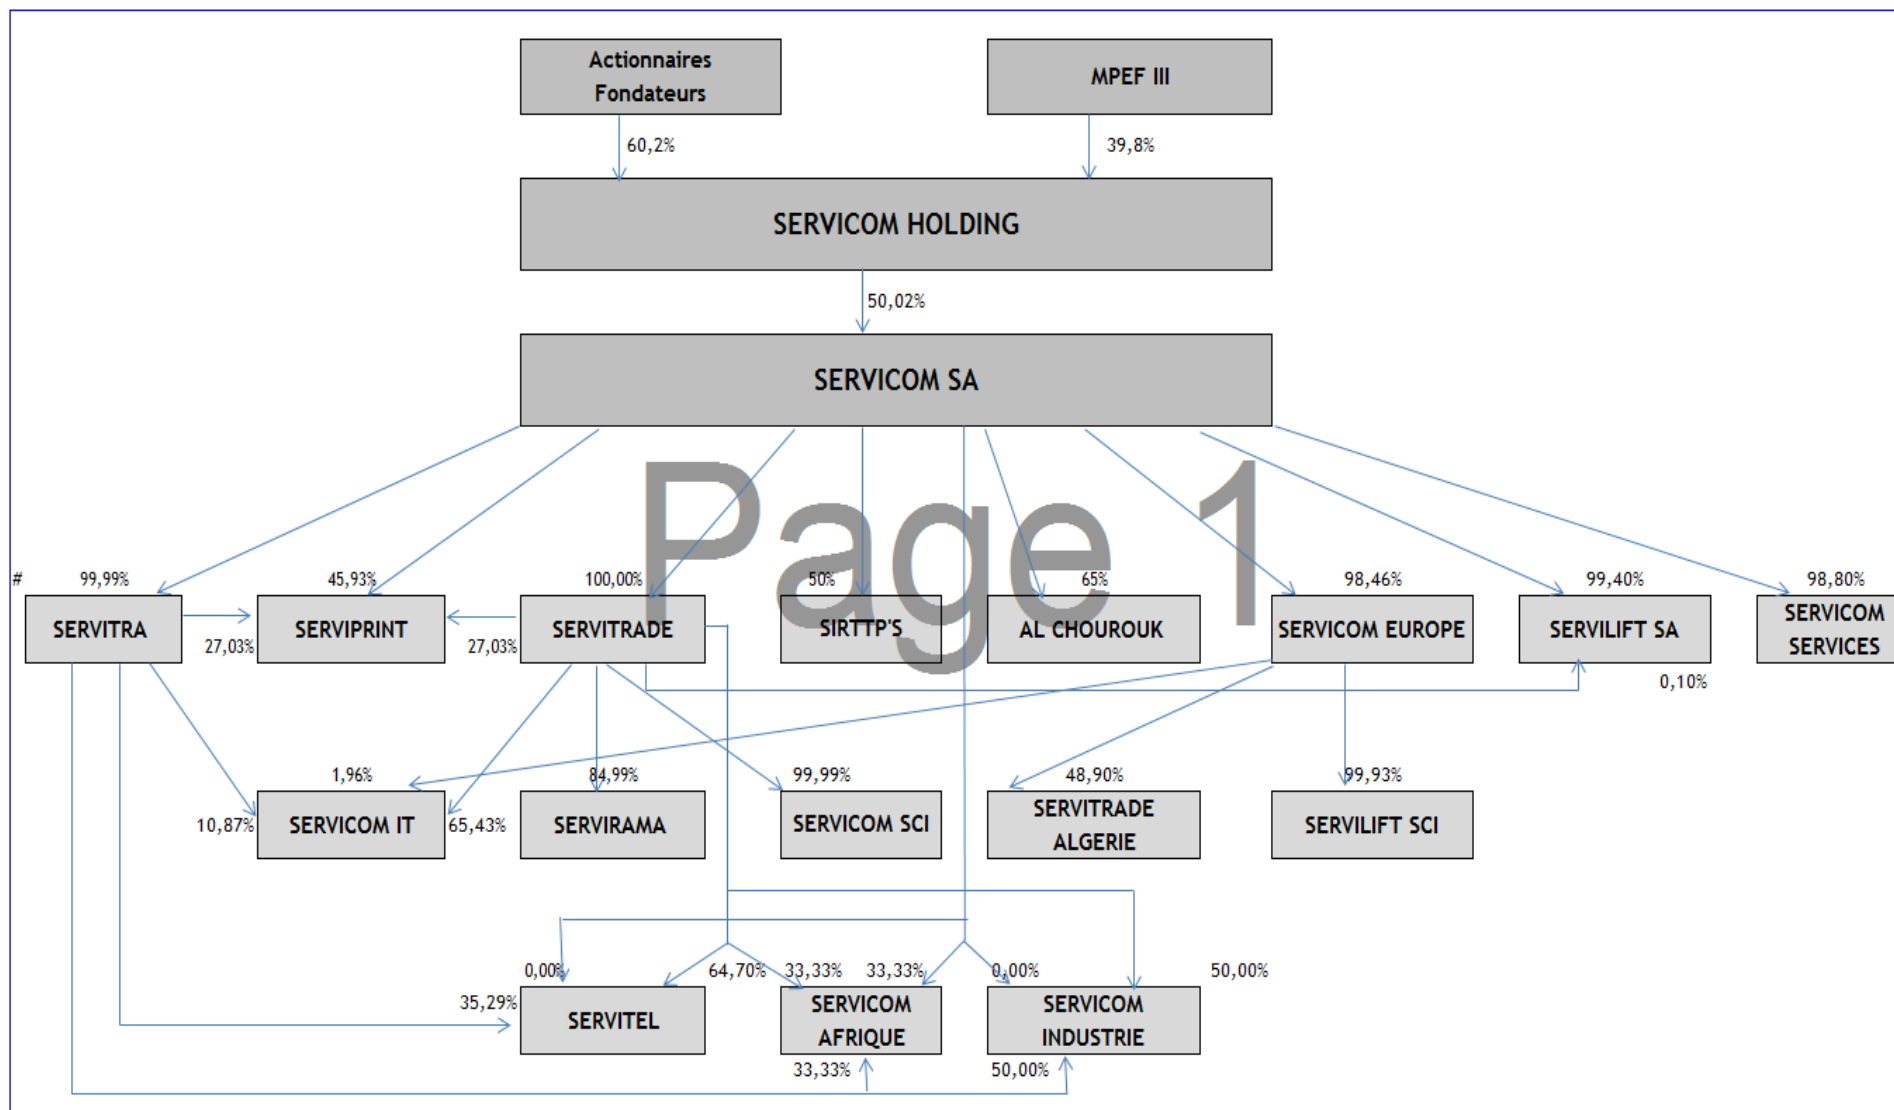 Actionnaires
Fondateurs
MPEF III
60,2%
39,8%
SERVICOM HOLDING
50,02%
SERVICOM SA
Page 1
#
99,99%
45,93%
100,00%
50%
65%
98,46%
99,40%
98,80%
SERVITRA
SERVIPRINT
SERVITRADE
SIRTTP'S
AL CHOUROUK
SERVICOM EUROPE
SERVILIFT SA
SERVICOM
SERVICES
27,03%
27,03%
0,10%
1,96%
84,99%
99,99%
48,90%
99,93%
10,87%
SERVICOM IT
65,43%
SERVIRAMA
SERVICOM SCI
SERVITRADE
ALGERIE
SERVILIFT SCI
0,00%
64,70%
33,33%
33,33%
0,00%
50,00%
35,29%
SERVITEL
SERVICOM
AFRIQUE
SERVICOM
INDUSTRIE
33,33%
50,00%